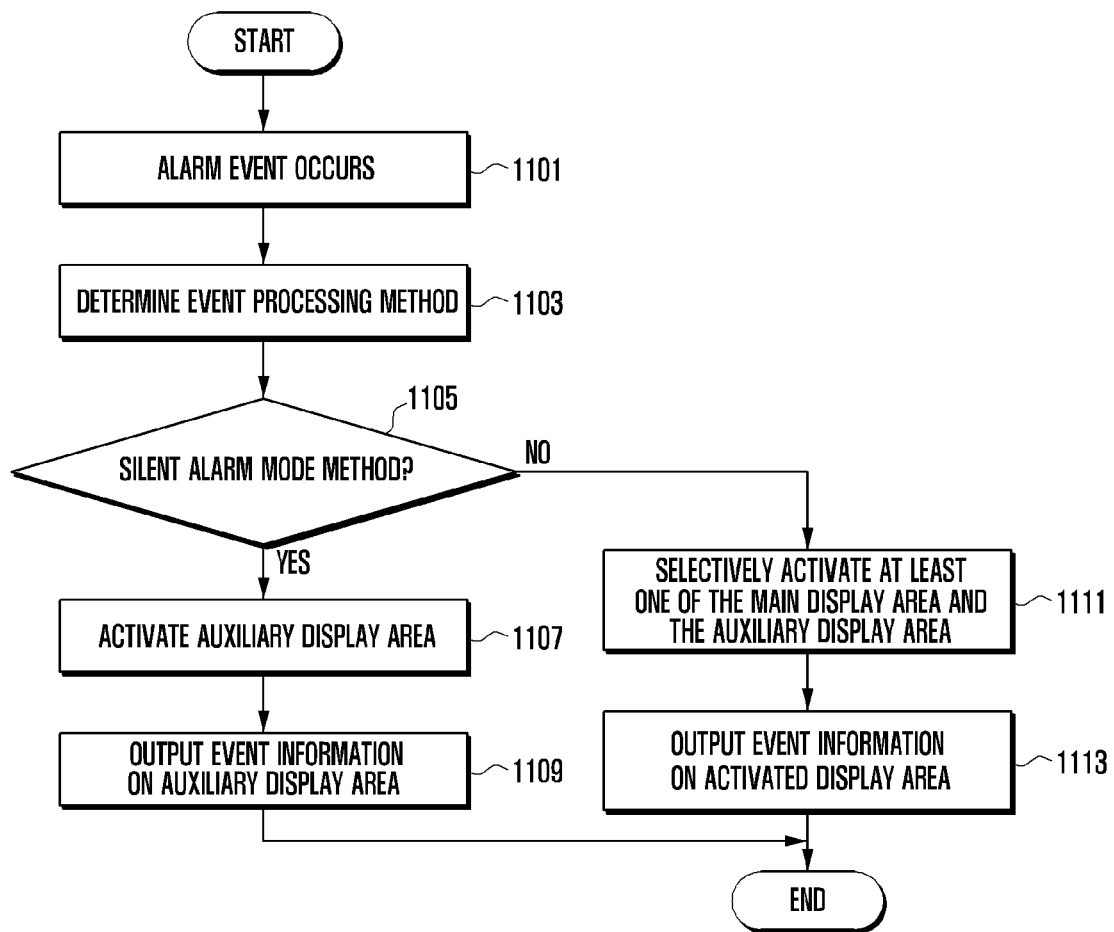 START
ALARM EVENT OCCURS
1101
DETERMINE EVENT PROCESSING METHOD
1103
1105
SILENT ALARM MODE METHOD?
NO
YES
ACTIVATE AUXILIARY DISPLAY AREA
1107
OUTPUT EVENT INFORMATION
ON AUXILIARY DISPLAY AREA
1109
SELECTIVELY ACTIVATE AT LEAST
ONE OF THE MAIN DISPLAY AREA AND
THE AUXILIARY DISPLAY AREA
1111
OUTPUT EVENT INFORMATION
ON ACTIVATED DISPLAY AREA
1113
END